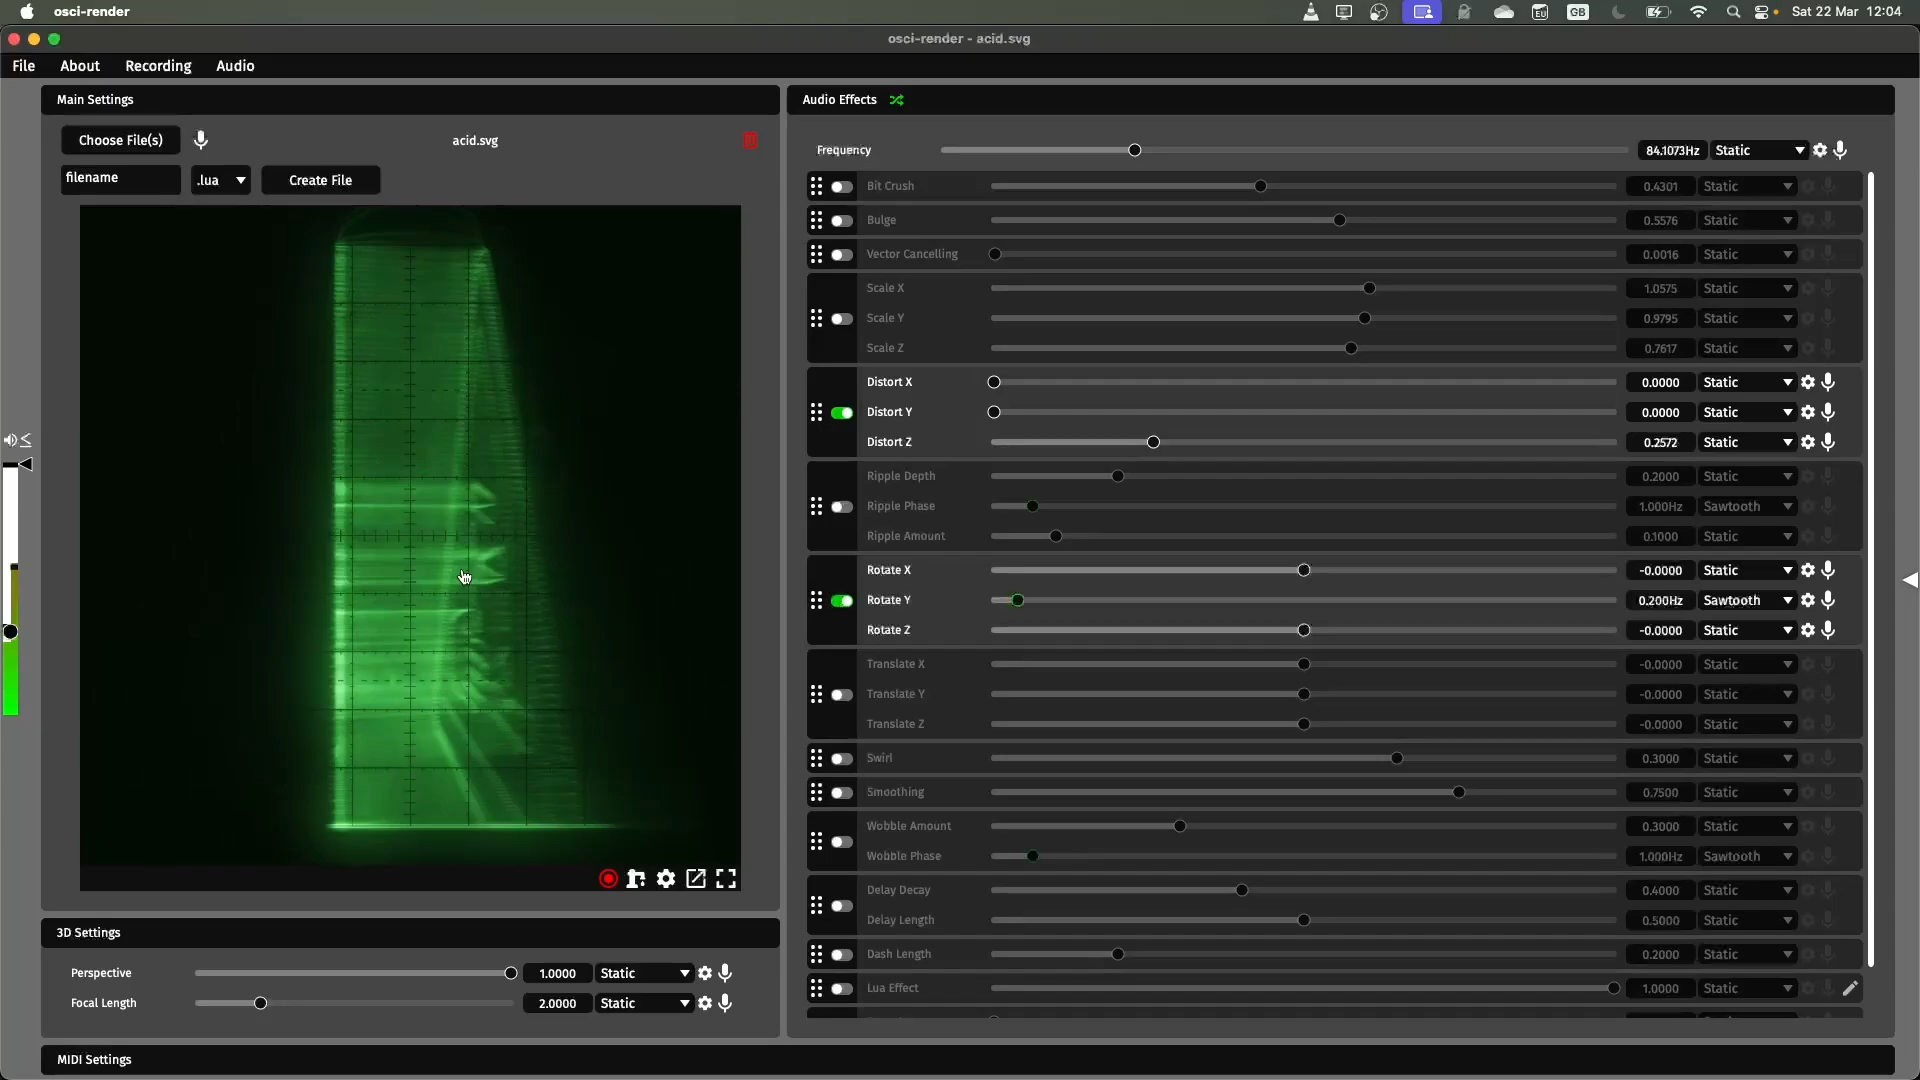 osci-render
EU
GB
Sat 22 Mar 12:04
osci-render - acid.svg
File About Recording Audio
Main Settings
Choose File(s)
acid.svg
filename
.lua
Create File
3D Settings
Perspective 1.0000 Static
Focal Length 2.0000 Static
MIDI Settings
Audio Effects
Frequency 84.1073Hz Static
Bit Crush 0.4301 Static
Bulge 0.5576 Static
Vector Cancelling 0.0016 Static
Scale X 1.0575 Static
Scale Y 0.9795 Static
Scale Z 0.7617 Static
Distort X 0.0000 Static
Distort Y 0.0000 Static
Distort Z 0.2572 Static
Ripple Depth 0.2000 Static
Ripple Phase 1.000Hz Sawtooth
Ripple Amount 0.1000 Static
Rotate X -0.0000 Static
Rotate Y 0.200Hz Sawtooth
Rotate Z -0.0000 Static
Translate X -0.0000 Static
Translate Y -0.0000 Static
Translate Z -0.0000 Static
Swirl 0.3000 Static
Smoothing 0.7500 Static
Wobble Amount 0.3000 Static
Wobble Phase 1.000Hz Sawtooth
Delay Decay 0.4000 Static
Delay Length 0.5000 Static
Dash Length 0.2000 Static
Lua Effect 1.0000 Static